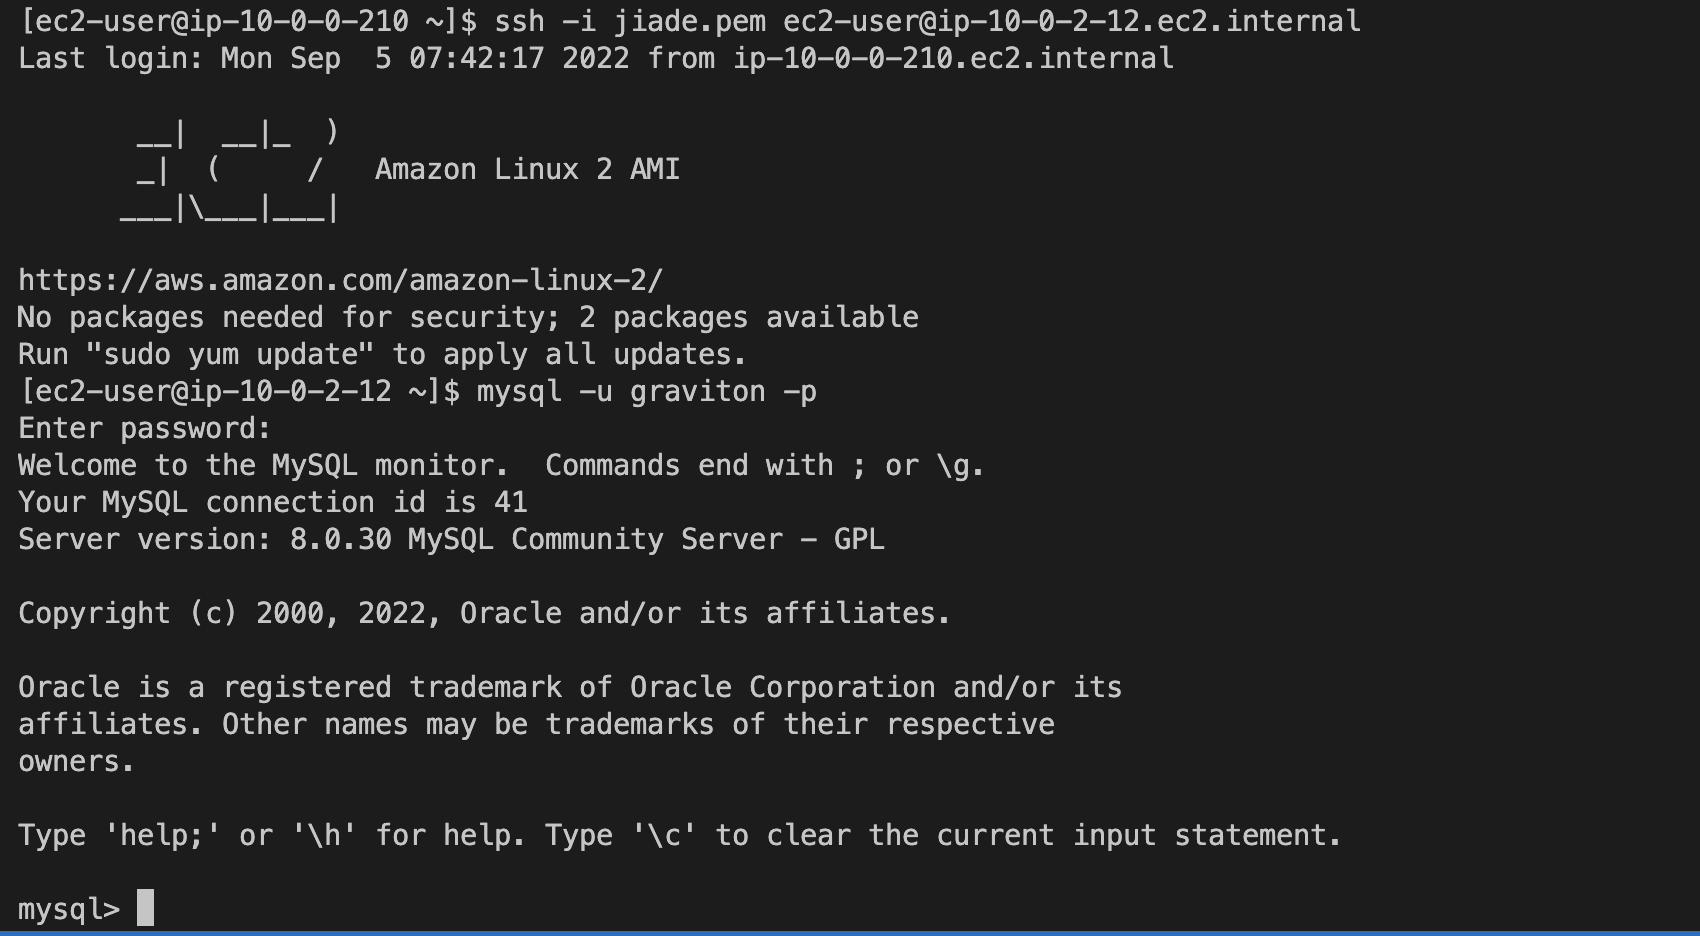 [ec2-user@ip-10-0-0-210 ~]$ ssh -i jiade.pem ec2-user@ip-10-0-2-12.ec2.internal
Last login: Mon Sep  5 07:42:17 2022 from ip-10-0-0-210.ec2.internal

       __|  __|_  )
       _|  (     /   Amazon Linux 2 AMI
      ___|\___|___|

https://aws.amazon.com/amazon-linux-2/
No packages needed for security; 2 packages available
Run "sudo yum update" to apply all updates.
[ec2-user@ip-10-0-2-12 ~]$ mysql -u graviton -p
Enter password:
Welcome to the MySQL monitor.  Commands end with ; or \g.
Your MySQL connection id is 41
Server version: 8.0.30 MySQL Community Server - GPL

Copyright (c) 2000, 2022, Oracle and/or its affiliates.

Oracle is a registered trademark of Oracle Corporation and/or its
affiliates. Other names may be trademarks of their respective
owners.

Type 'help;' or '\h' for help. Type '\c' to clear the current input statement.

mysql>